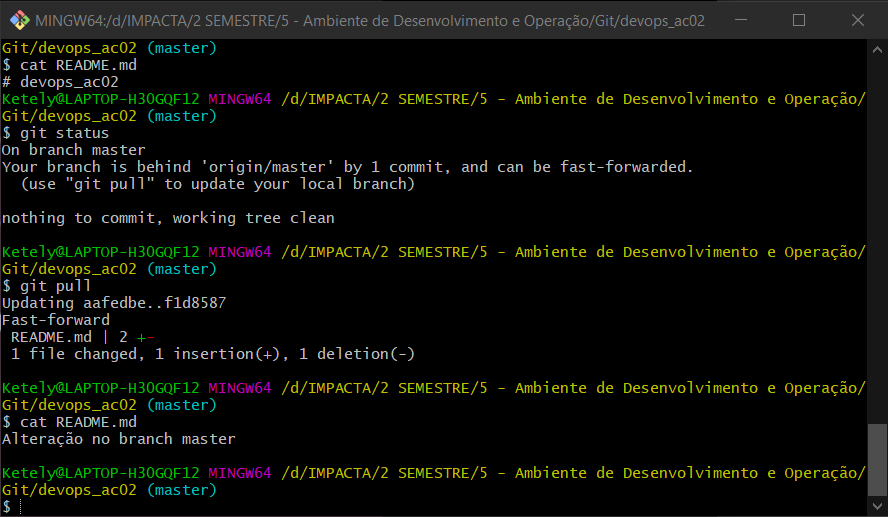 MINGW64:/d/IMPACTA/2 SEMESTRE/5 - Ambiente de Desenvolvimento e Operação/Git/devops_ac02
Git/devops_ac02 (master)
$ cat README.md
# devops_ac02
Ketely@LAPTOP-H3OGQF12 MINGW64 /d/IMPACTA/2 SEMESTRE/5 - Ambiente de Desenvolvimento e Operação/
Git/devops_ac02 (master)
$ git status
On branch master
Your branch is behind 'origin/master' by 1 commit, and can be fast-forwarded.
  (use "git pull" to update your local branch)
nothing to commit, working tree clean
Ketely@LAPTOP-H3OGQF12 MINGW64 /d/IMPACTA/2 SEMESTRE/5 - Ambiente de Desenvolvimento e Operação/
Git/devops_ac02 (master)
$ git pull
Updating aafedbe..f1d8587
Fast-forward
 README.md | 2 +-
 1 file changed, 1 insertion(+), 1 deletion(-)
Ketely@LAPTOP-H3OGQF12 MINGW64 /d/IMPACTA/2 SEMESTRE/5 - Ambiente de Desenvolvimento e Operação/
Git/devops_ac02 (master)
$ cat README.md
Alteração no branch master
Ketely@LAPTOP-H3OGQF12 MINGW64 /d/IMPACTA/2 SEMESTRE/5 - Ambiente de Desenvolvimento e Operação/
Git/devops_ac02 (master)
$